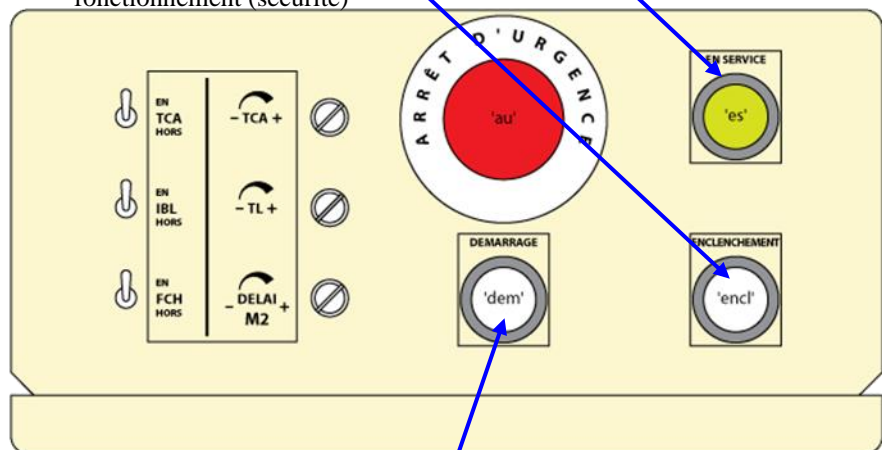 fonctionnement (sécurité)
ARRÊT D'URGENCE
'au'
EN SERVICE
'es'
EN
TCA
HORS
- TCA +
EN
IBL
HORS
- TL +
EN
FCH
HORS
- DELAI +
M2
DEMARRAGE
'dem'
ENCLENCHEMENT
'encl'